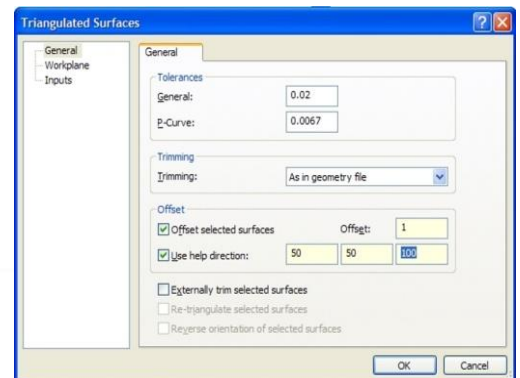 Triangulated Surfaces
General
Workplane
Inputs
General
Tolerances
General: 0.02
P-Curve: 0.0067
Trimming
Trimming: As in geometry file
Offset
Offset selected surfaces Offset: 1
Use help direction: 50 50 100
Externally trim selected surfaces
Re-triangulate selected surfaces
Reverse orientation of selected surfaces
OK Cancel